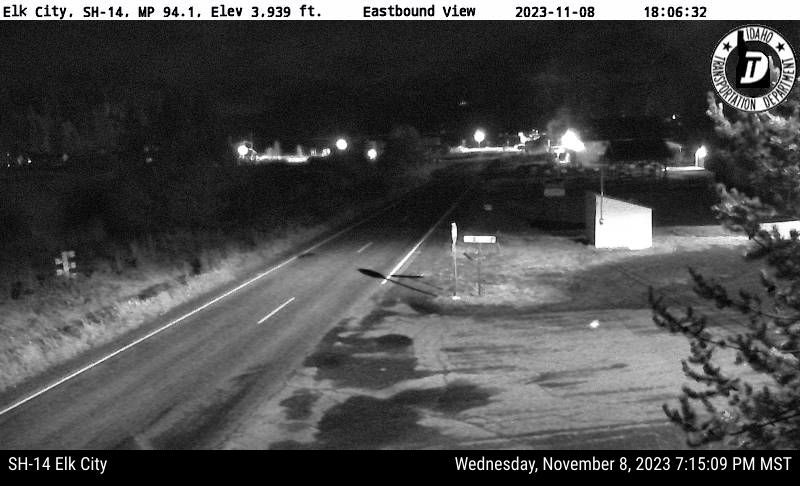 Elk City, SH-14, MP 94.1, Elev 3,939 ft. Eastbound View 2023-11-08 18:06:32
IDAHO
TRANSPORTATION DEPARTMENT
SH-14 Elk City
Wednesday, November 8, 2023 7:15:09 PM MST